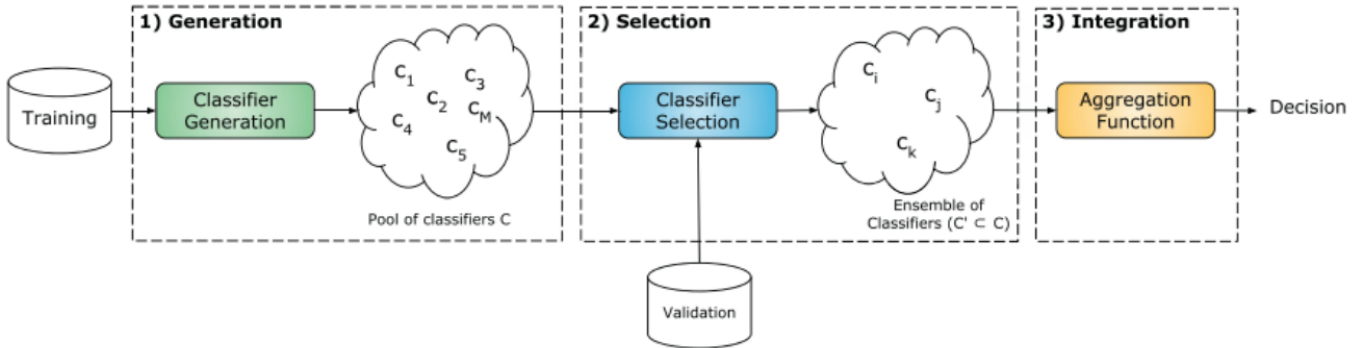 1) Generation
2) Selection
3) Integration
Training
Classifier
Generation
C1
C2
C3
C4
CM
C5
Pool of classifiers C
Classifier
Selection
Ci
Cj
Ck
Ensemble of
Classifiers (C' ⊂ C)
Validation
Aggregation
Function
Decision